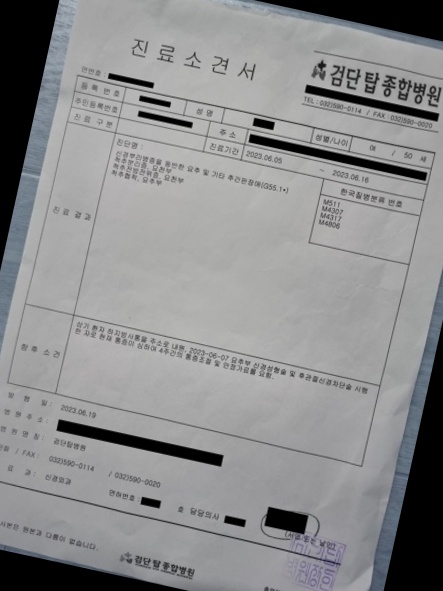 진료소견서
검단탑종합병원
TEL : 032)590-0114 / FAX : 032)590-0020
연번호 :
등록 번호
성 명
성별/나이
여 / 50 세
주민등록번호
주 소
진료 구분
진료기간
2023.06.05 ~ 2023.06.16
진료 결과
진단명 :
신경뿌리병증을 동반한 요추 및 기타 추간판장애(G55.1*)
척추분리증, 요천부
척추전방전위증, 요천부
척추협착, 요추부
한국질병분류 번호
M511
M4307
M4317
M4806
향후 소견
상기 환자 하지방사통을 주소로 내원, 2023-06-07 요추부 신경성형술 및 후관절신경차단술 시행
한 자로 현재 통증이 심하여 4주간의 통증조절 및 안정가료를 요함.
발 행 일 : 2023.06.19
병원 주소 :
병원 명칭 : 검단탑병원
/ FAX : 032)590-0114 / 032)590-0020
료 과 : 신경외과
면허번호 : 호 담당의사
사본은 원본과 다름이 없습니다.
검단탑종합병원